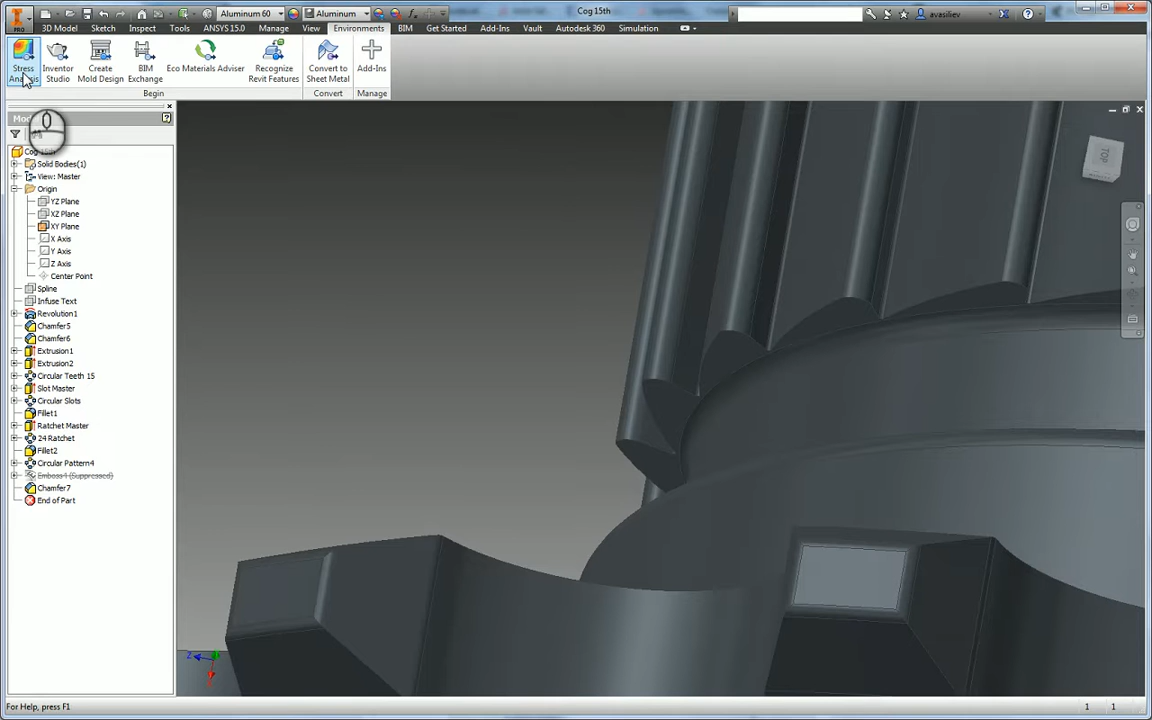 PRO
Aluminum 60
Aluminum
Cog 15th
avasiliev
3D Model Sketch Inspect Tools ANSYS 15.0 Manage View Environments BIM Get Started Add-Ins Vault Autodesk 360 Simulation
Stress Analysis
Inventor Studio
Create Mold Design
BIM Exchange
Eco Materials Adviser
Recognize Revit Features
Convert to Sheet Metal
Add-Ins
Begin
Convert
Manage
Solid Bodies(1)
View: Master
Origin
YZ Plane
XZ Plane
XY Plane
X Axis
Y Axis
Z Axis
Center Point
Spline
Infuse Text
Revolution1
Chamfer5
Chamfer6
Extrusion1
Extrusion2
Circular Teeth 15
Slot Master
Circular Slots
Fillet1
Ratchet Master
24 Ratchet
Fillet2
Circular Pattern4
Emboss4 (Suppressed)
Chamfer7
End of Part
TOP
Z
For Help, press F1
1 1